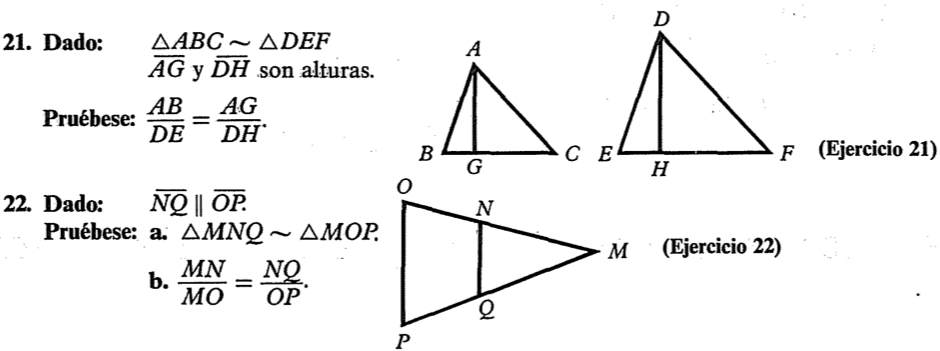 21. Dado: △ABC ~ △DEF
AG y DH son alturas.
Pruébese: AB/DE = AG/DH.
A
B
G
C
D
E
H
F
(Ejercicio 21)
22. Dado: NQ ∥ OP.
Pruébese: a. △MNQ ~ △MOP.
b. MN/MO = NQ/OP.
O
N
M
Q
P
(Ejercicio 22)